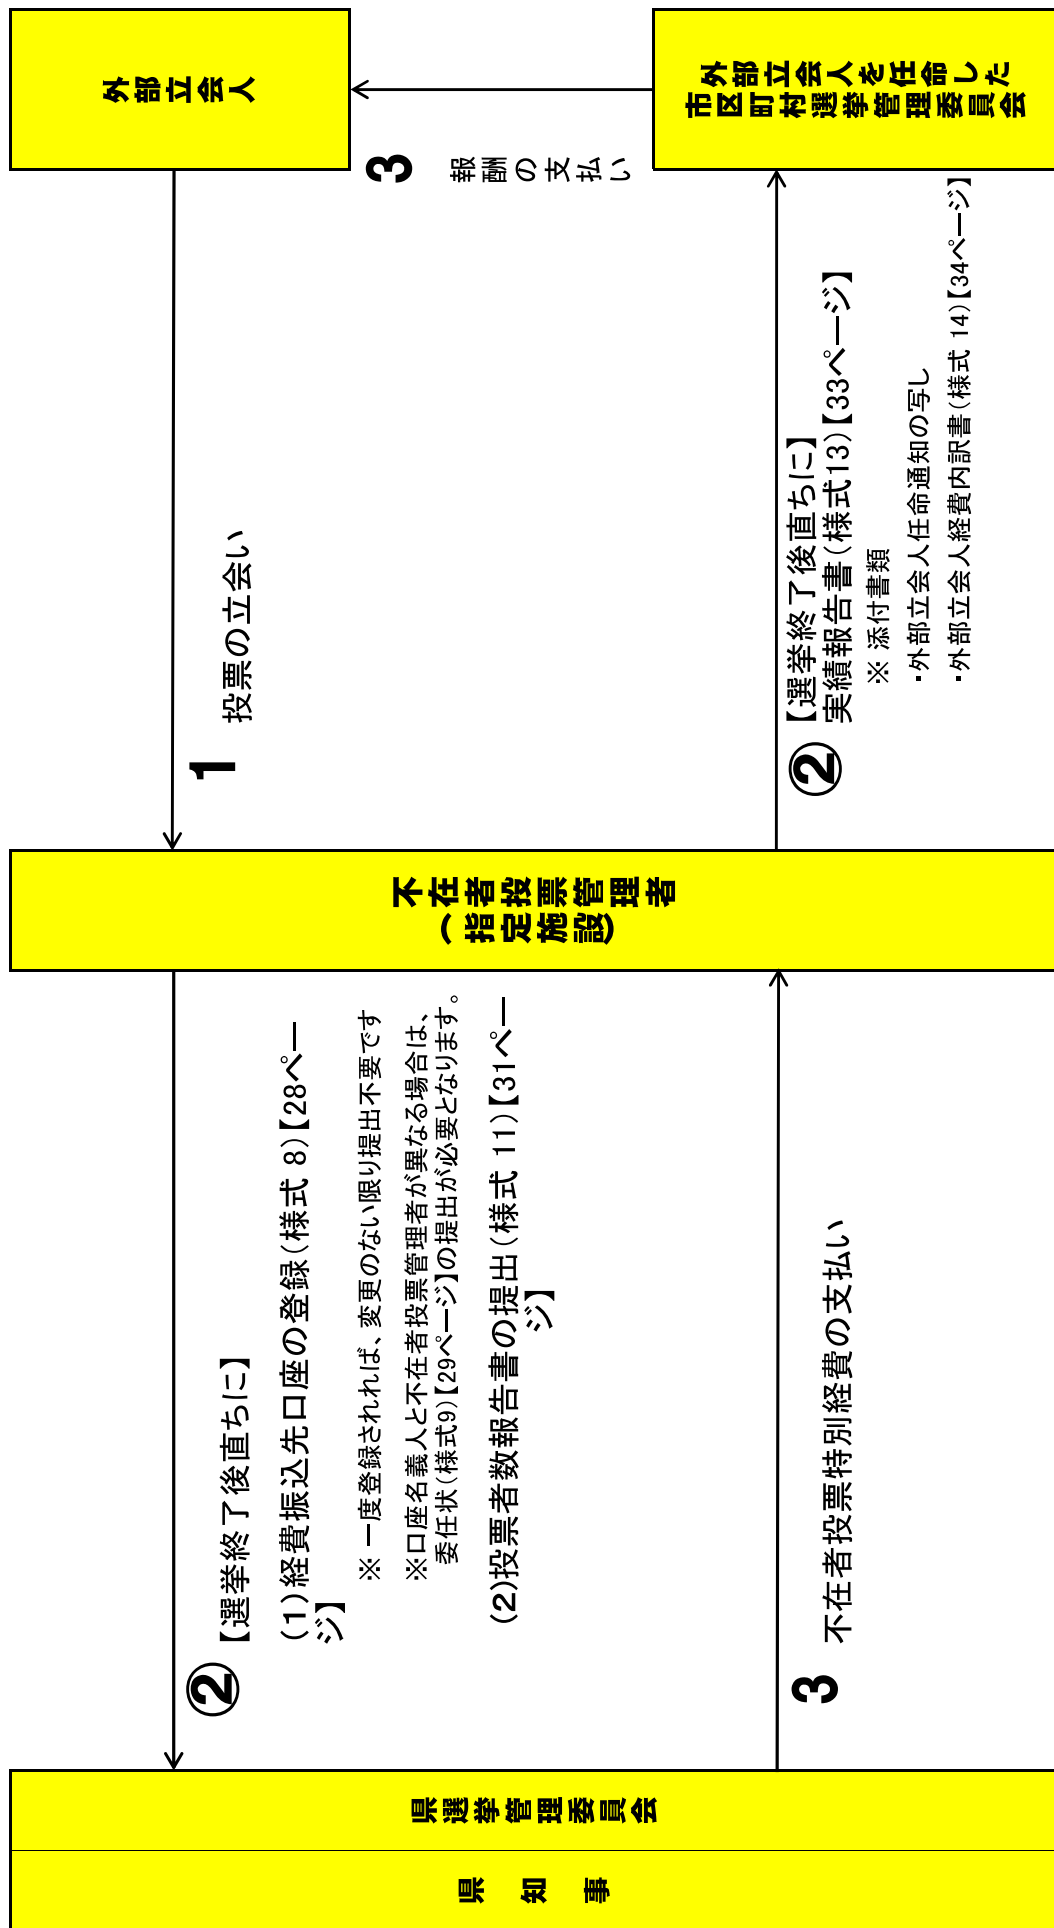 県知事
県選挙管理委員会
②
【選挙終了後直ちに】
(1)経費振込先口座の登録(様式 8)【28ペー
ジ】
※ 一度登録されれば、変更のない限り提出不要です
※口座名義人と不在者投票管理者が異なる場合は、
委任状(様式9)【29ページ】の提出が必要となります。
(2)投票者数報告書の提出(様式 11)【31ペー
ジ】
3
不在者投票特別経費の支払い
不在者投票管理者
(指定施設)
1
投票の立会い
②
【選挙終了後直ちに】
実績報告書(様式13)【33ページ】
※ 添付書類
・外部立会人任命通知の写し
・外部立会人経費内訳書(様式 14)【34ページ】
外部立会人
3
報酬の支払い
外部立会人を任命した
市区町村選挙管理委員会